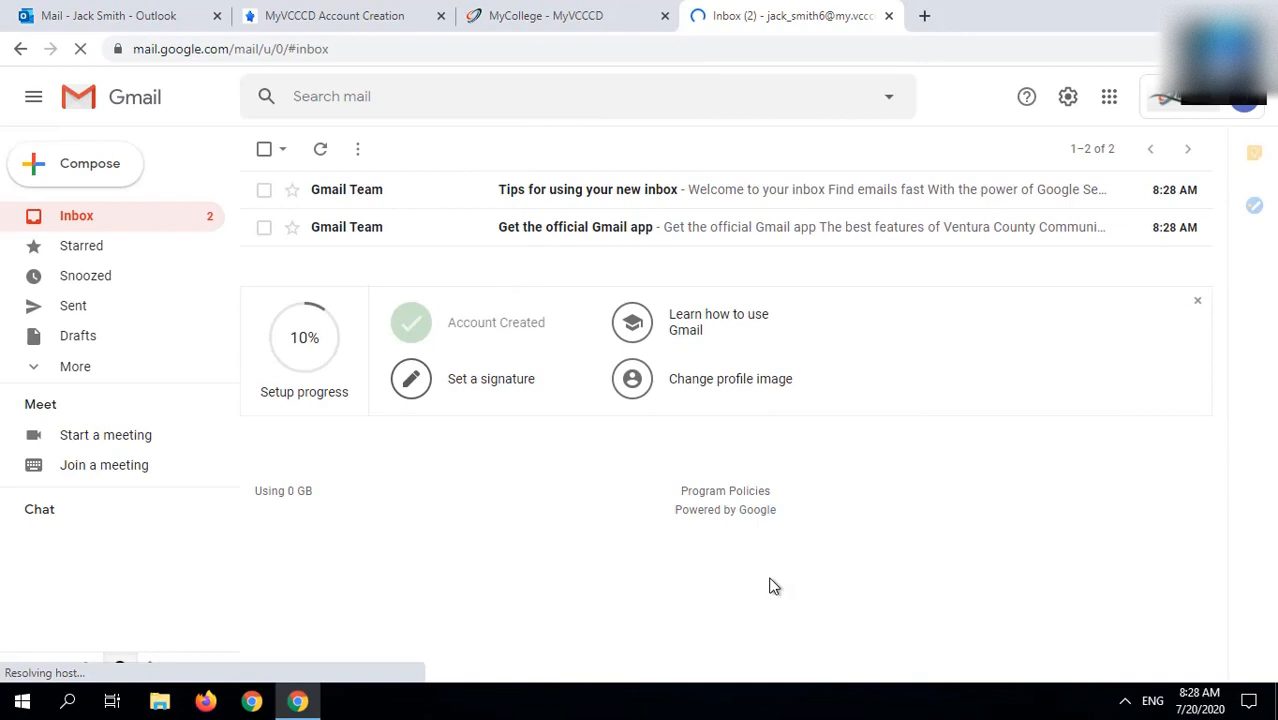 Mail - Jack Smith - Outlook
MyVCCCD Account Creation
MyCollege - MyVCCCD
Inbox (2) - jack_smith6@my.vccc
mail.google.com/mail/u/0/#inbox
Gmail
Search mail
Compose
1–2 of 2
Gmail Team Tips for using your new inbox - Welcome to your inbox Find emails fast With the power of Google Se... 8:28 AM
Inbox 2
Gmail Team Get the official Gmail app - Get the official Gmail app The best features of Ventura County Communi... 8:28 AM
Starred
Snoozed
Sent
Drafts
More
10%
Setup progress
Account Created
Learn how to use
Gmail
Set a signature
Change profile image
Meet
Start a meeting
Join a meeting
Chat
Using 0 GB
Program Policies
Powered by Google
Resolving host...
ENG
8:28 AM
7/20/2020